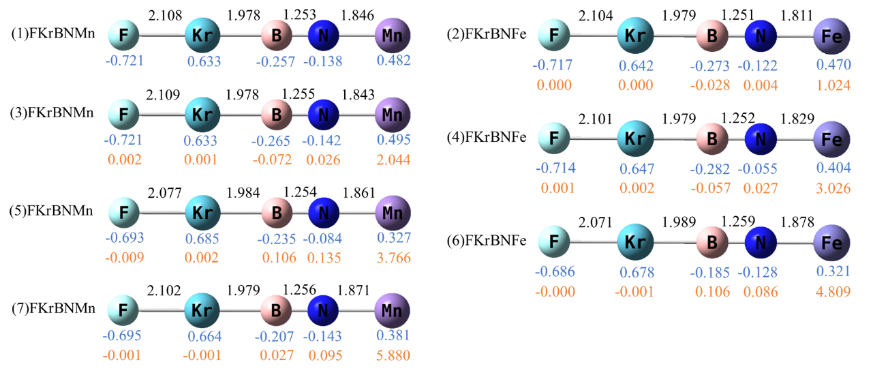 2.108 1.978 1.253 1.846
(1)FKrBNMn F Kr B N Mn
-0.721 0.633 -0.257 -0.138 0.482
2.109 1.978 1.255 1.843
(3)FKrBNMn F Kr B N Mn
-0.721 0.633 -0.265 -0.142 0.495
0.002 0.001 -0.072 0.026 2.044
2.077 1.984 1.254 1.861
(5)FKrBNMn F Kr B N Mn
-0.693 0.685 -0.235 -0.084 0.327
-0.009 0.002 0.106 0.135 3.766
2.102 1.979 1.256 1.871
(7)FKrBNMn F Kr B N Mn
-0.695 0.664 -0.207 -0.143 0.381
-0.001 -0.001 0.027 0.095 5.880
2.104 1.979 1.251 1.811
(2)FKrBNFe F Kr B N Fe
-0.717 0.642 -0.273 -0.122 0.470
0.000 0.000 -0.028 0.004 1.024
2.101 1.979 1.252 1.829
(4)FKrBNFe F Kr B N Fe
-0.714 0.647 -0.282 -0.055 0.404
0.001 0.002 -0.057 0.027 3.026
2.071 1.989 1.259 1.878
(6)FKrBNFe F Kr B N Fe
-0.686 0.678 -0.185 -0.128 0.321
-0.000 -0.001 0.106 0.086 4.809